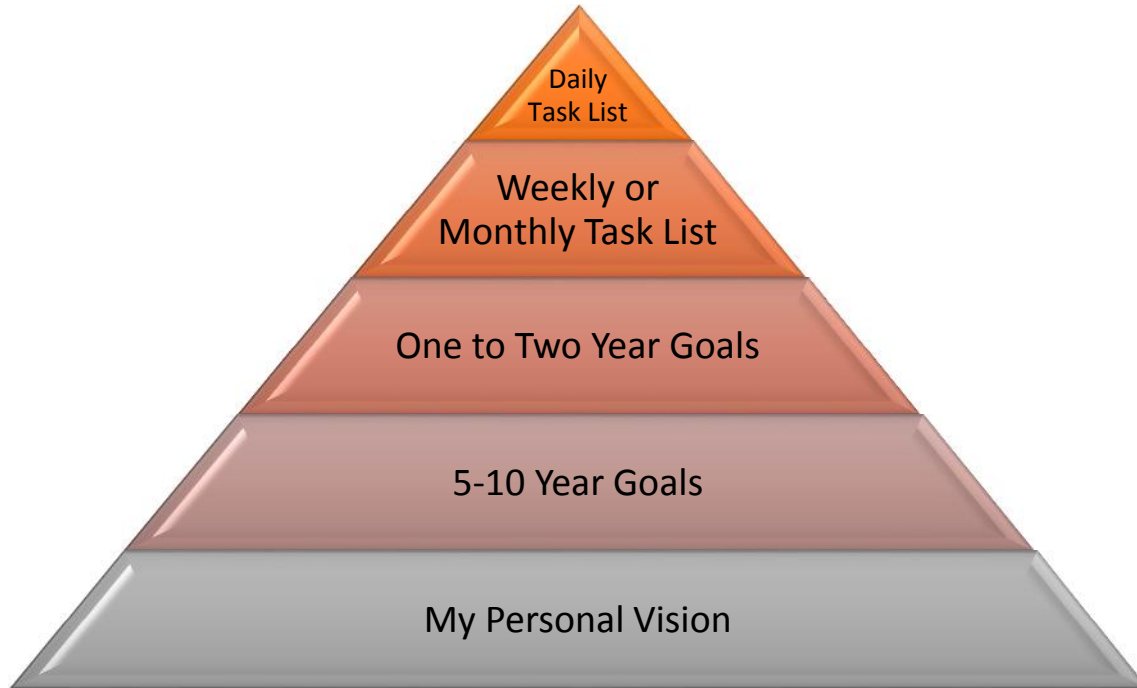 Daily
Task List
Weekly or
Monthly Task List
One to Two Year Goals
5-10 Year Goals
My Personal Vision